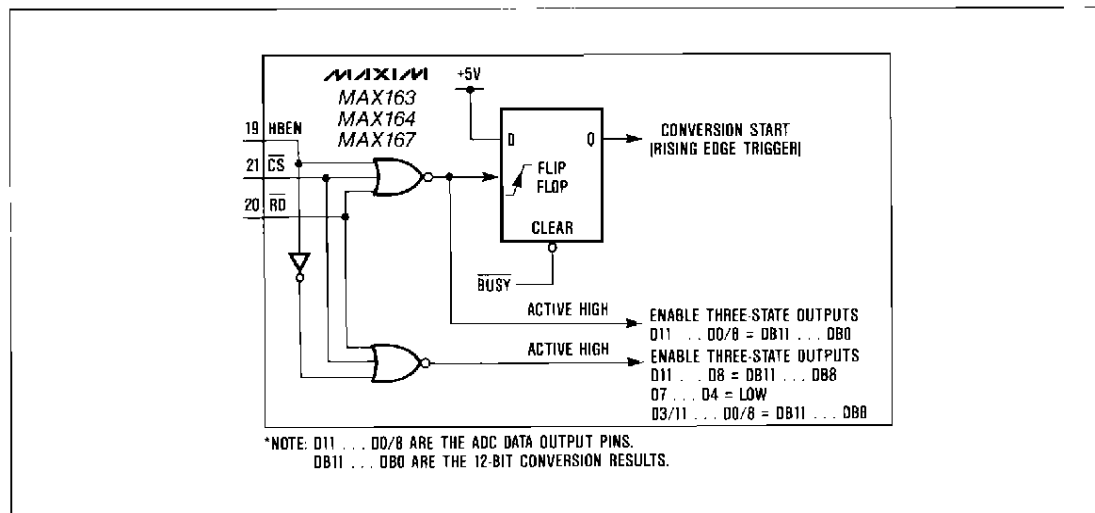 MAXIM
MAX163
MAX164
MAX167
+5V
19 HBEN
21 CS
20 RD
D
Q
FLIP
FLOP
CLEAR
BUSY
CONVERSION START
(RISING EDGE TRIGGER)
ACTIVE HIGH
ENABLE THREE-STATE OUTPUTS
D11 . . D0/8 = DB11 . . . DB0
ACTIVE HIGH
ENABLE THREE-STATE OUTPUTS
D11 . . . D8 = DB11 . . . DB8
D7 . . . D4 = LOW
D3/11 . . . D0/8 = DB11 . . . DB8
*NOTE: D11 . . . D0/8 ARE THE ADC DATA OUTPUT PINS.
DB11 . . . DB0 ARE THE 12-BIT CONVERSION RESULTS.